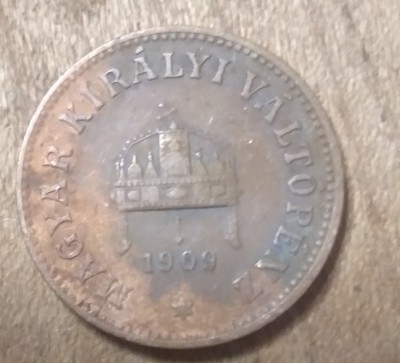 MAGYAR KIRÁLYI VÁLTÓPÉNZ
1909